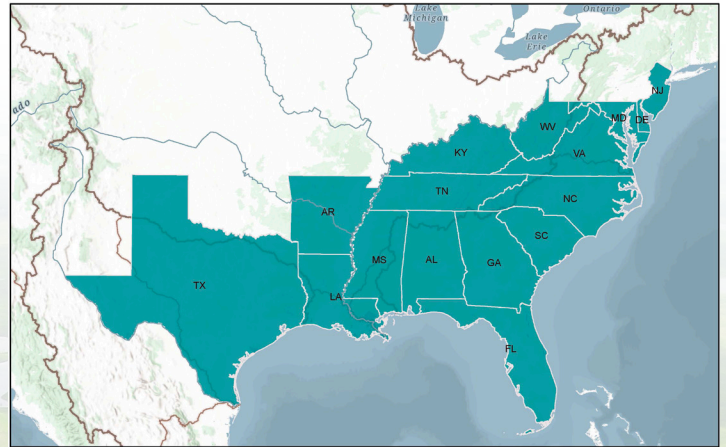 Lake
Michigan
Ontario
Lake
Erie
ado
NJ
MD
DE
WV
VA
KY
TN
NC
AR
SC
MS
AL
GA
TX
LA
FL